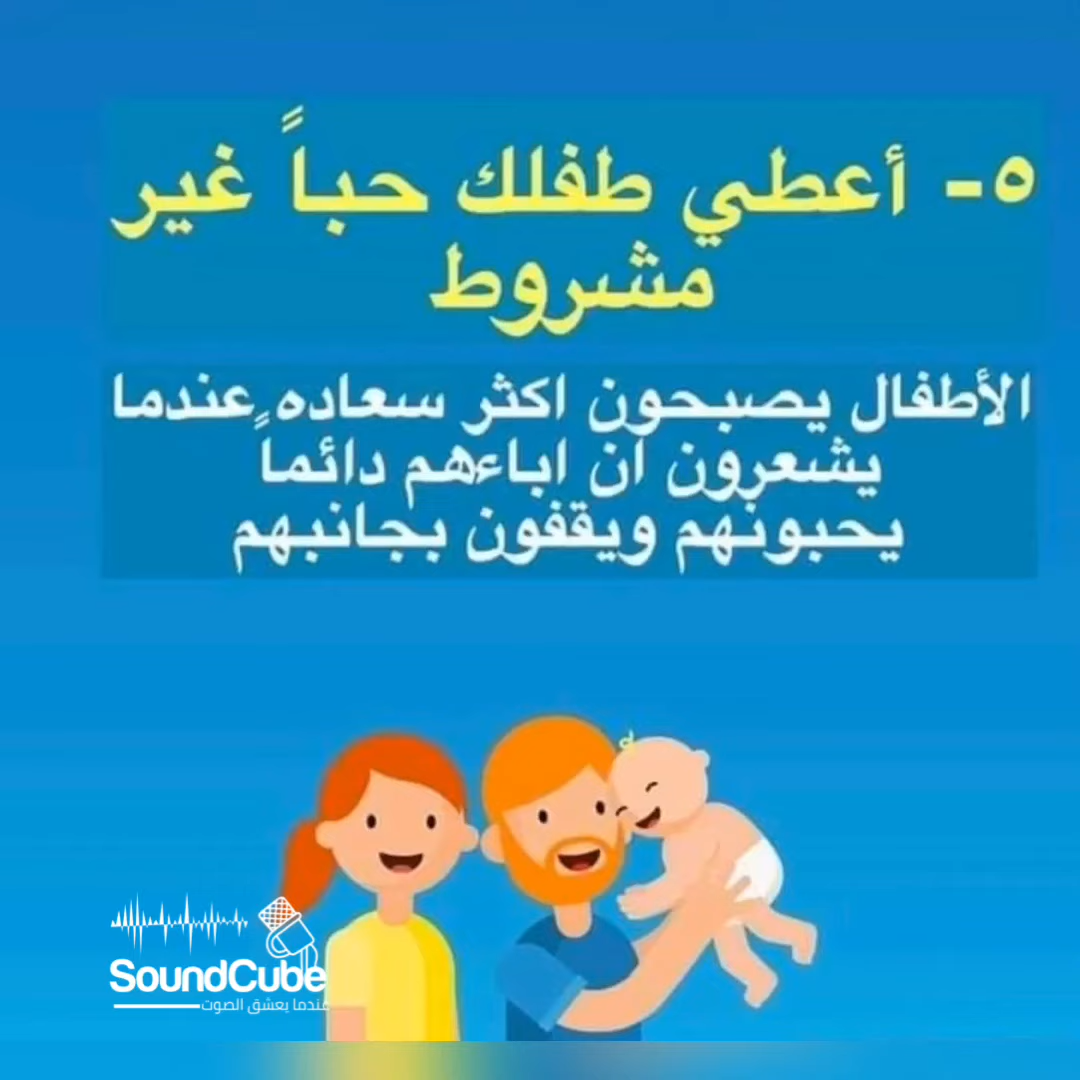 ٥- أعطي طفلك حباً غير
مشروط
الأطفال يصبحون اكثر سعاده عندما
يشعرون ان اباءهم دائماً
يحبونهم ويقفون بجانبهم
SoundCube
عندما يعشق الصوت